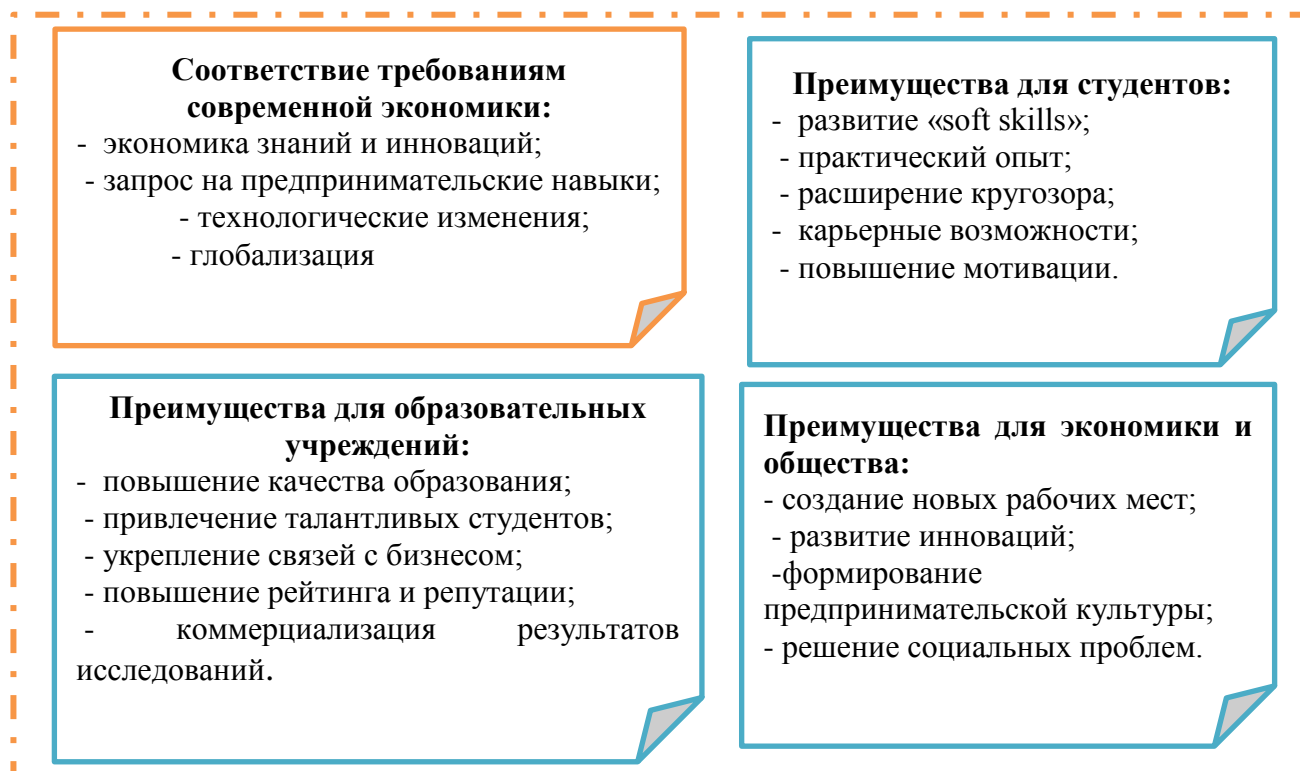 Соответствие требованиям
современной экономики:
- экономика знаний и инноваций;
- запрос на предпринимательские навыки;
- технологические изменения;
- глобализация
Преимущества для студентов:
- развитие «soft skills»;
- практический опыт;
- расширение кругозора;
- карьерные возможности;
- повышение мотивации.
Преимущества для образовательных
учреждений:
- повышение качества образования;
- привлечение талантливых студентов;
- укрепление связей с бизнесом;
- повышение рейтинга и репутации;
- коммерциализация результатов
исследований.
Преимущества для экономики и
общества:
- создание новых рабочих мест;
- развитие инноваций;
-формирование
предпринимательской культуры;
- решение социальных проблем.